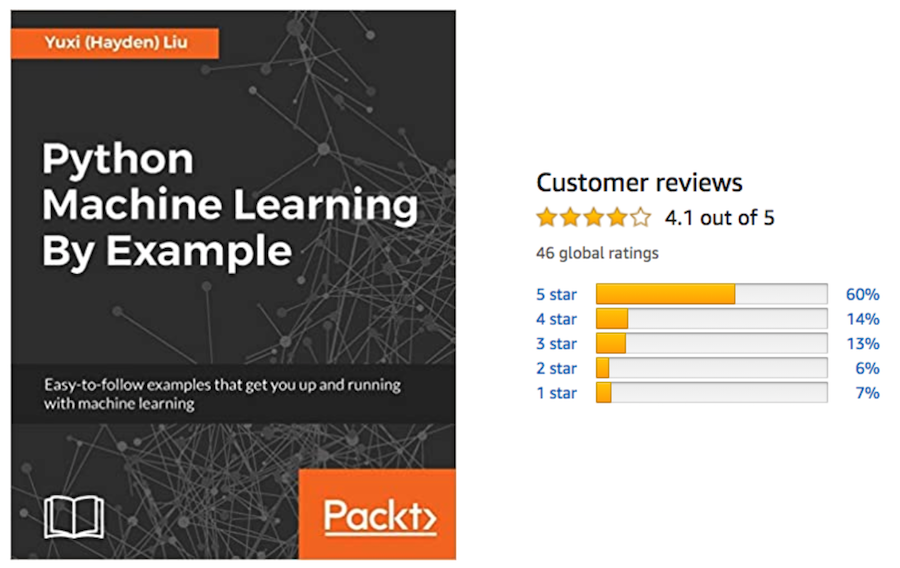 Yuxi (Hayden) Liu
Python
Machine Learning
By Example
Easy-to-follow examples that get you up and running
with machine learning
Packt>
Customer reviews
4.1 out of 5
46 global ratings
5 star 60%
4 star 14%
3 star 13%
2 star 6%
1 star 7%